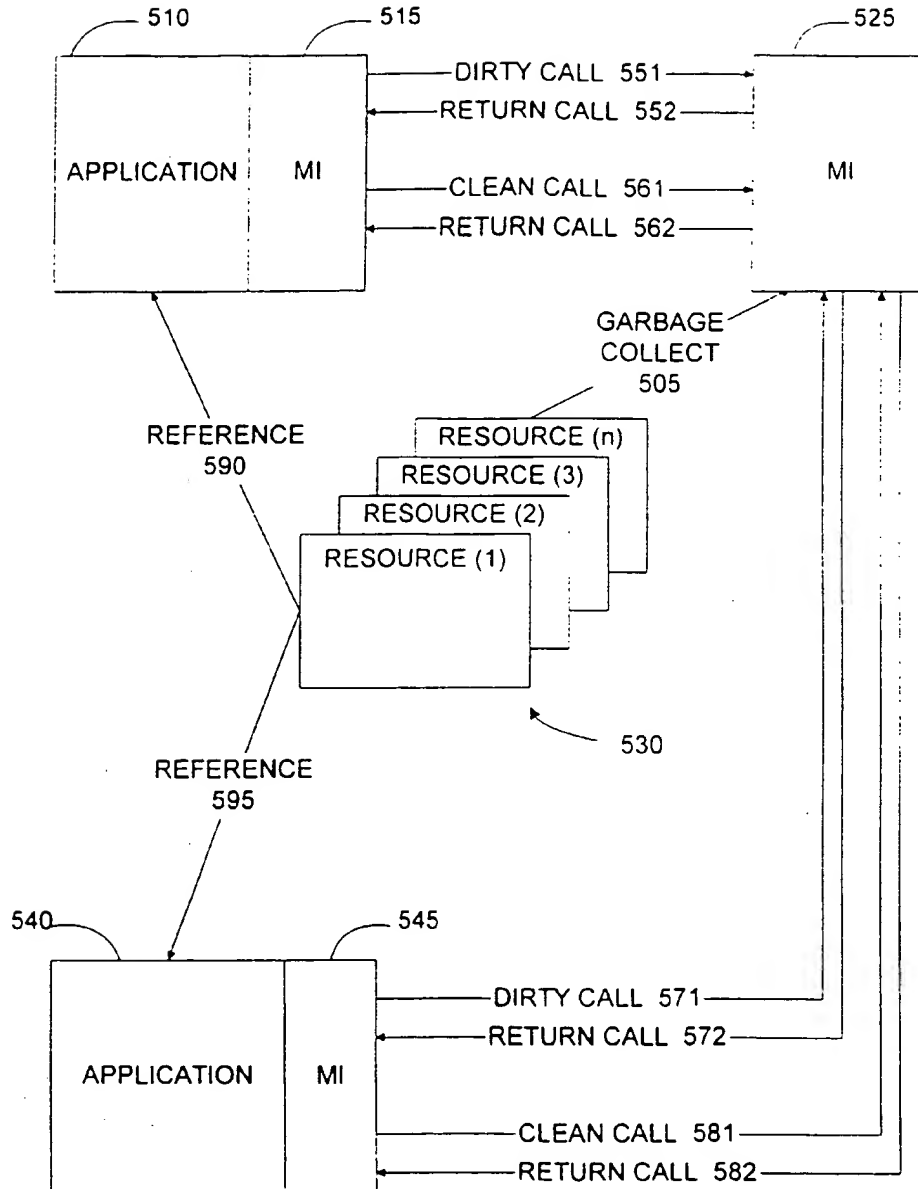 510
515
525
DIRTY CALL 551
RETURN CALL 552
APPLICATION
MI
MI
CLEAN CALL 561
RETURN CALL 562
GARBAGE
COLLECT
505
REFERENCE
590
RESOURCE (n)
RESOURCE (3)
RESOURCE (2)
RESOURCE (1)
530
REFERENCE
595
540
545
DIRTY CALL 571
RETURN CALL 572
APPLICATION
MI
CLEAN CALL 581
RETURN CALL 582